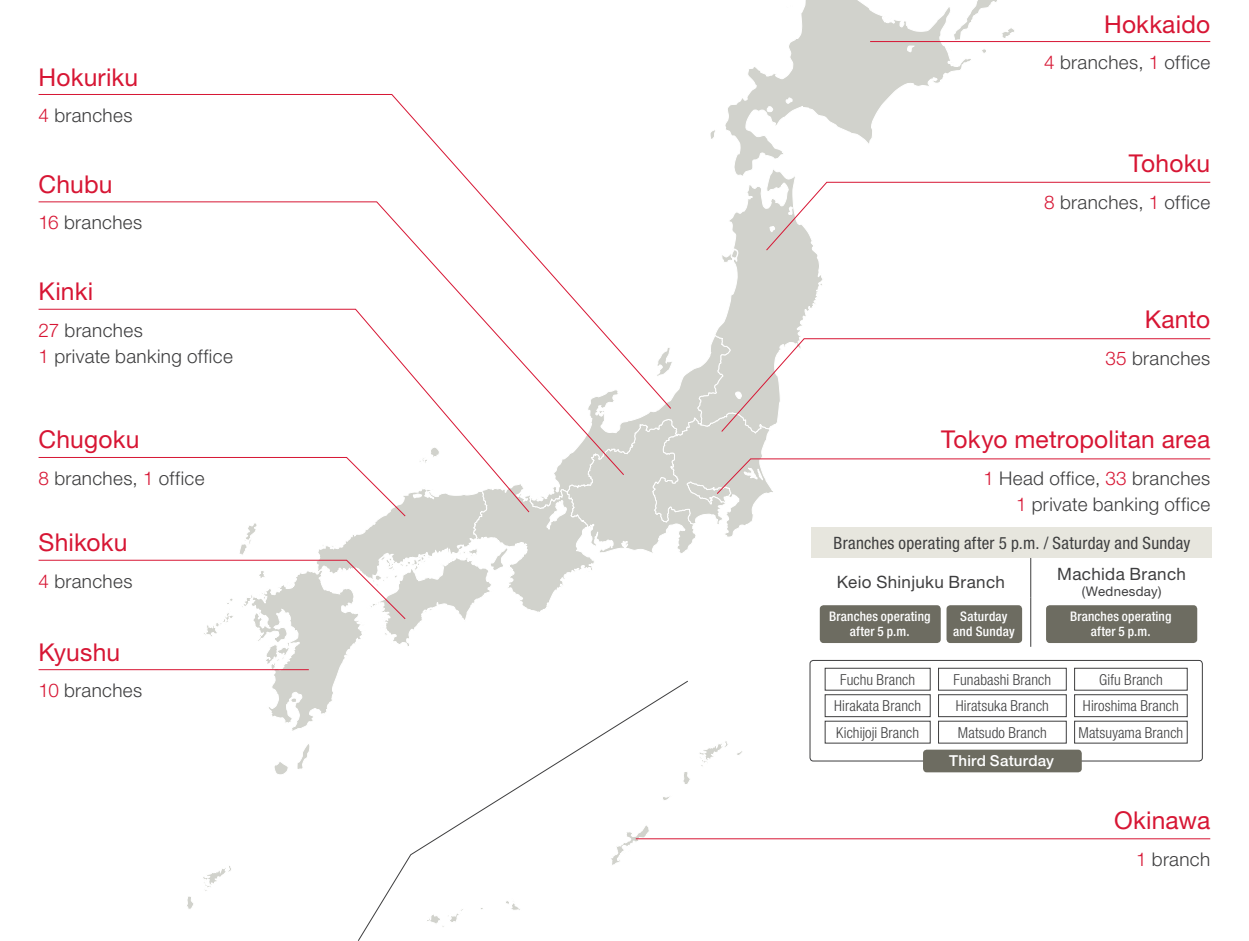 Hokuriku
4 branches
Chubu
16 branches
Kinki
27 branches
1 private banking office
Chugoku
8 branches, 1 office
Shikoku
4 branches
Kyushu
10 branches
Hokkaido
4 branches, 1 office
Tohoku
8 branches, 1 office
Kanto
35 branches
Tokyo metropolitan area
1 Head office, 33 branches
1 private banking office
Branches operating after 5 p.m. / Saturday and Sunday
Keio Shinjuku Branch
Branches operating
after 5 p.m.
Saturday
and Sunday
Machida Branch
(Wednesday)
Branches operating
after 5 p.m.
Fuchu Branch
Funabashi Branch
Gifu Branch
Hirakata Branch
Hiratsuka Branch
Hiroshima Branch
Kichijoji Branch
Matsudo Branch
Matsuyama Branch
Third Saturday
Okinawa
1 branch